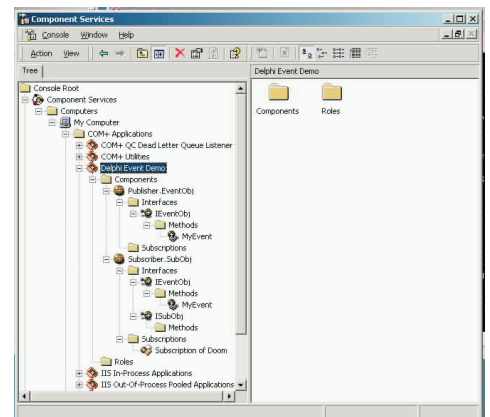 Component Services
Console Window Help
Action View
Tree
Delphi Event Demo
Console Root
Component Services
Computers
My Computer
COM+ Applications
COM+ QC Dead Letter Queue Listener
COM+ Utilities
Delphi Event Demo
Components
Publisher.EventObj
Interfaces
IEventObj
Methods
MyEvent
Subscriptions
Subscriber.SubObj
Interfaces
IEventObj
Methods
MyEvent
ISubObj
Methods
Subscriptions
Subscription of Doom
Roles
IIS In-Process Applications
IIS Out-Of-Process Pooled Applications
Components
Roles